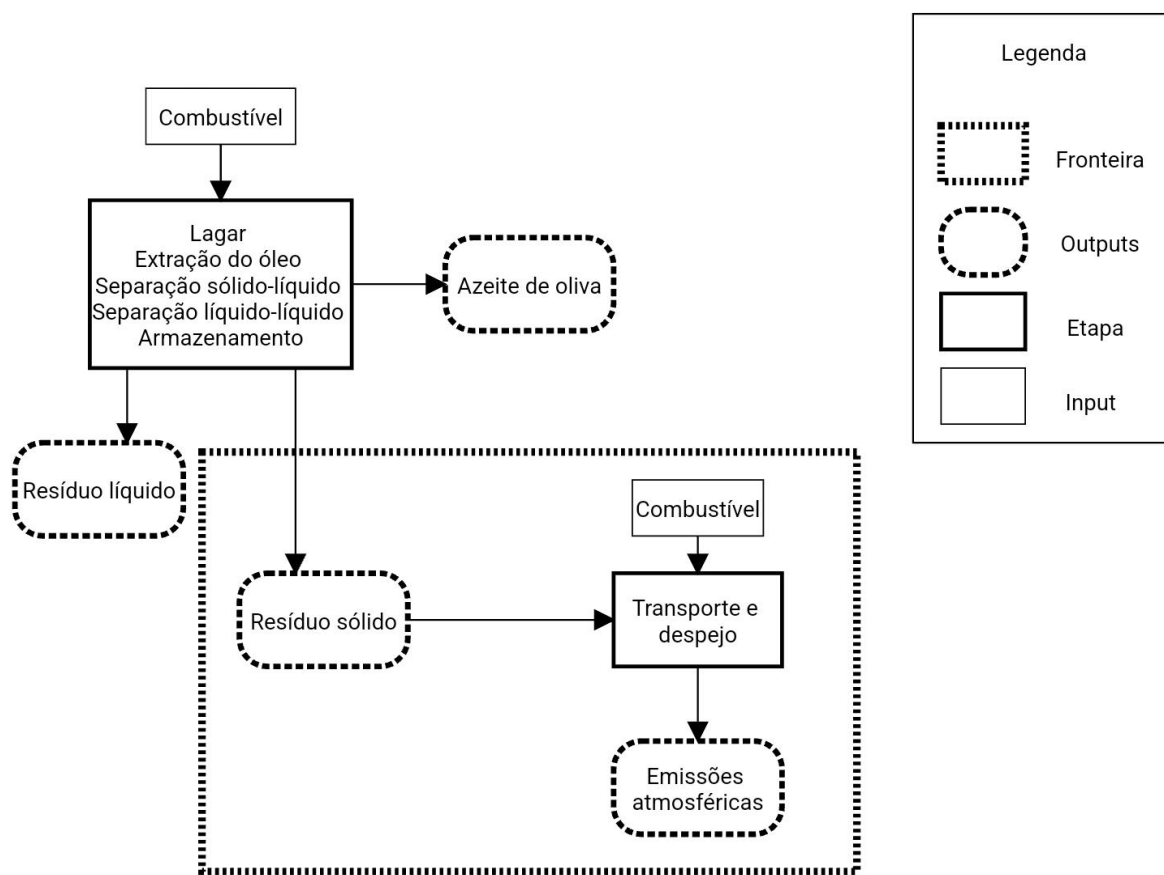 Legenda
Fronteira
Outputs
Etapa
Input
Combustível
Lagar
Extração do óleo
Separação sólido-líquido
Separação líquido-líquido
Armazenamento
Azeite de oliva
Resíduo líquido
Combustível
Resíduo sólido
Transporte e
despejo
Emissões
atmosféricas